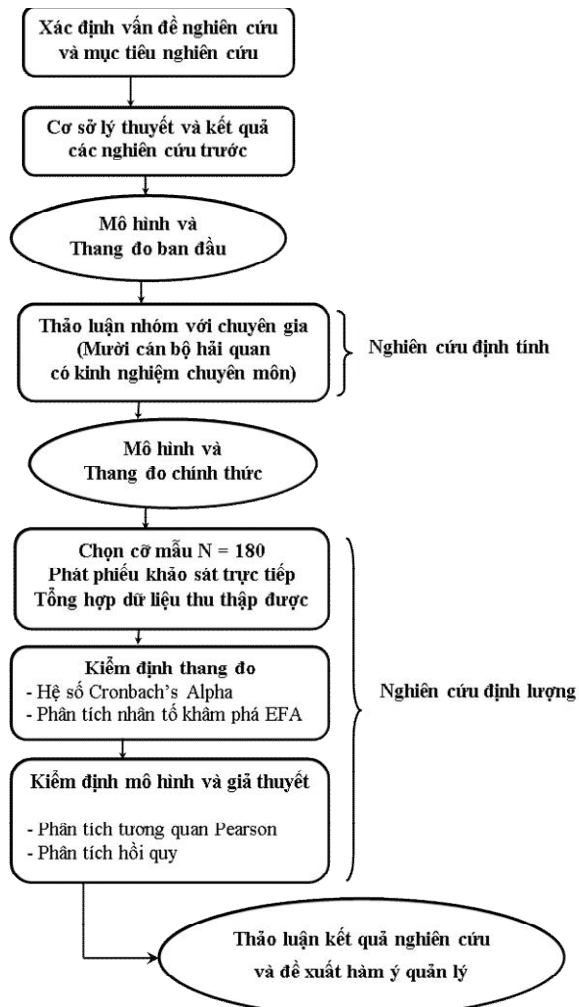 Xác định vấn đề nghiên cứu
và mục tiêu nghiên cứu
Cơ sở lý thuyết và kết quả
các nghiên cứu trước
Mô hình và
Thang đo ban đầu
Thảo luận nhóm với chuyên gia
(Mười cán bộ hải quan
có kinh nghiệm chuyên môn)
Nghiên cứu định tính
Mô hình và
Thang đo chính thức
Chọn cỡ mẫu N = 180
Phát phiếu khảo sát trực tiếp
Tổng hợp dữ liệu thu thập được
Kiểm định thang đo
- Hệ số Cronbach’s Alpha
- Phân tích nhân tố khám phá EFA
Nghiên cứu định lượng
Kiểm định mô hình và giả thuyết
- Phân tích tương quan Pearson
- Phân tích hồi quy
Thảo luận kết quả nghiên cứu
và đề xuất hàm ý quản lý